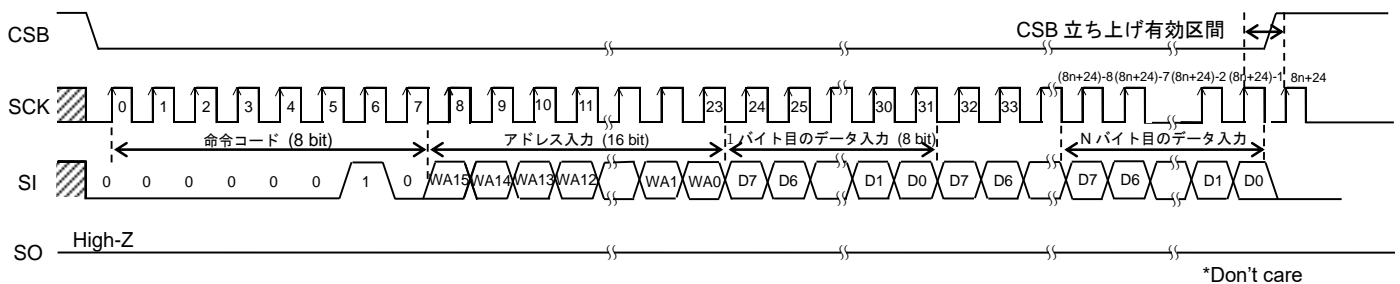 CSB
CSB 立ち上げ有効区間
(8n+24)-8 (8n+24)-7 (8n+24)-2 (8n+24)-1 8n+24
SCK
0 1 2 3 4 5 6 7 8 9 10 11 23 24 25 30 31 32 33
命令コード (8 bit)
アドレス入力 (16 bit)
1 バイト目のデータ入力 (8 bit)
N バイト目のデータ入力
SI
0 0 0 0 0 0 1 0 WA15 WA14 WA13 WA12 WA1 WA0 D7 D6 D1 D0 D7 D6 D7 D6 D1 D0
High-Z
SO
*Don't care